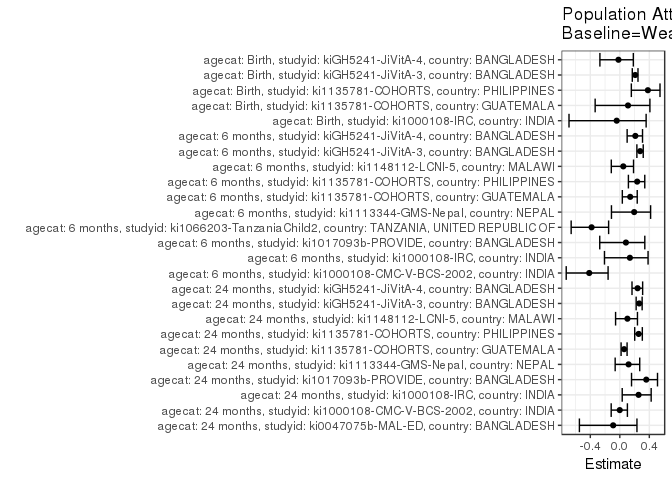 Population Att
Baseline=Wea
agecat: Birth, studyid: kiGH5241-JiVitA-4, country: BANGLADESH
agecat: Birth, studyid: kiGH5241-JiVitA-3, country: BANGLADESH
agecat: Birth, studyid: ki1135781-COHORTS, country: PHILIPPINES
agecat: Birth, studyid: ki1135781-COHORTS, country: GUATEMALA
agecat: Birth, studyid: ki1000108-IRC, country: INDIA
agecat: 6 months, studyid: kiGH5241-JiVitA-4, country: BANGLADESH
agecat: 6 months, studyid: kiGH5241-JiVitA-3, country: BANGLADESH
agecat: 6 months, studyid: ki1148112-LCNI-5, country: MALAWI
agecat: 6 months, studyid: ki1135781-COHORTS, country: PHILIPPINES
agecat: 6 months, studyid: ki1135781-COHORTS, country: GUATEMALA
agecat: 6 months, studyid: ki1113344-GMS-Nepal, country: NEPAL
agecat: 6 months, studyid: ki1066203-TanzaniaChild2, country: TANZANIA, UNITED REPUBLIC OF
agecat: 6 months, studyid: ki1017093b-PROVIDE, country: BANGLADESH
agecat: 6 months, studyid: ki1000108-IRC, country: INDIA
agecat: 6 months, studyid: ki1000108-CMC-V-BCS-2002, country: INDIA
agecat: 24 months, studyid: kiGH5241-JiVitA-4, country: BANGLADESH
agecat: 24 months, studyid: kiGH5241-JiVitA-3, country: BANGLADESH
agecat: 24 months, studyid: ki1148112-LCNI-5, country: MALAWI
agecat: 24 months, studyid: ki1135781-COHORTS, country: PHILIPPINES
agecat: 24 months, studyid: ki1135781-COHORTS, country: GUATEMALA
agecat: 24 months, studyid: ki1113344-GMS-Nepal, country: NEPAL
agecat: 24 months, studyid: ki1017093b-PROVIDE, country: BANGLADESH
agecat: 24 months, studyid: ki1000108-IRC, country: INDIA
agecat: 24 months, studyid: ki1000108-CMC-V-BCS-2002, country: INDIA
agecat: 24 months, studyid: ki0047075b-MAL-ED, country: BANGLADESH
-0.4 0.0 0.4
Estimate